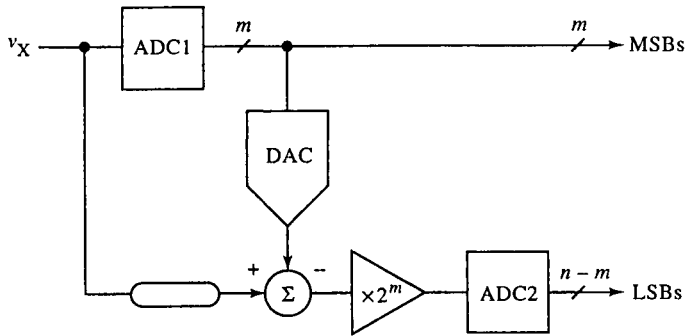 v_X
ADC1
m
m
MSBs
DAC
+
−
Σ
×2^m
ADC2
n − m
LSBs